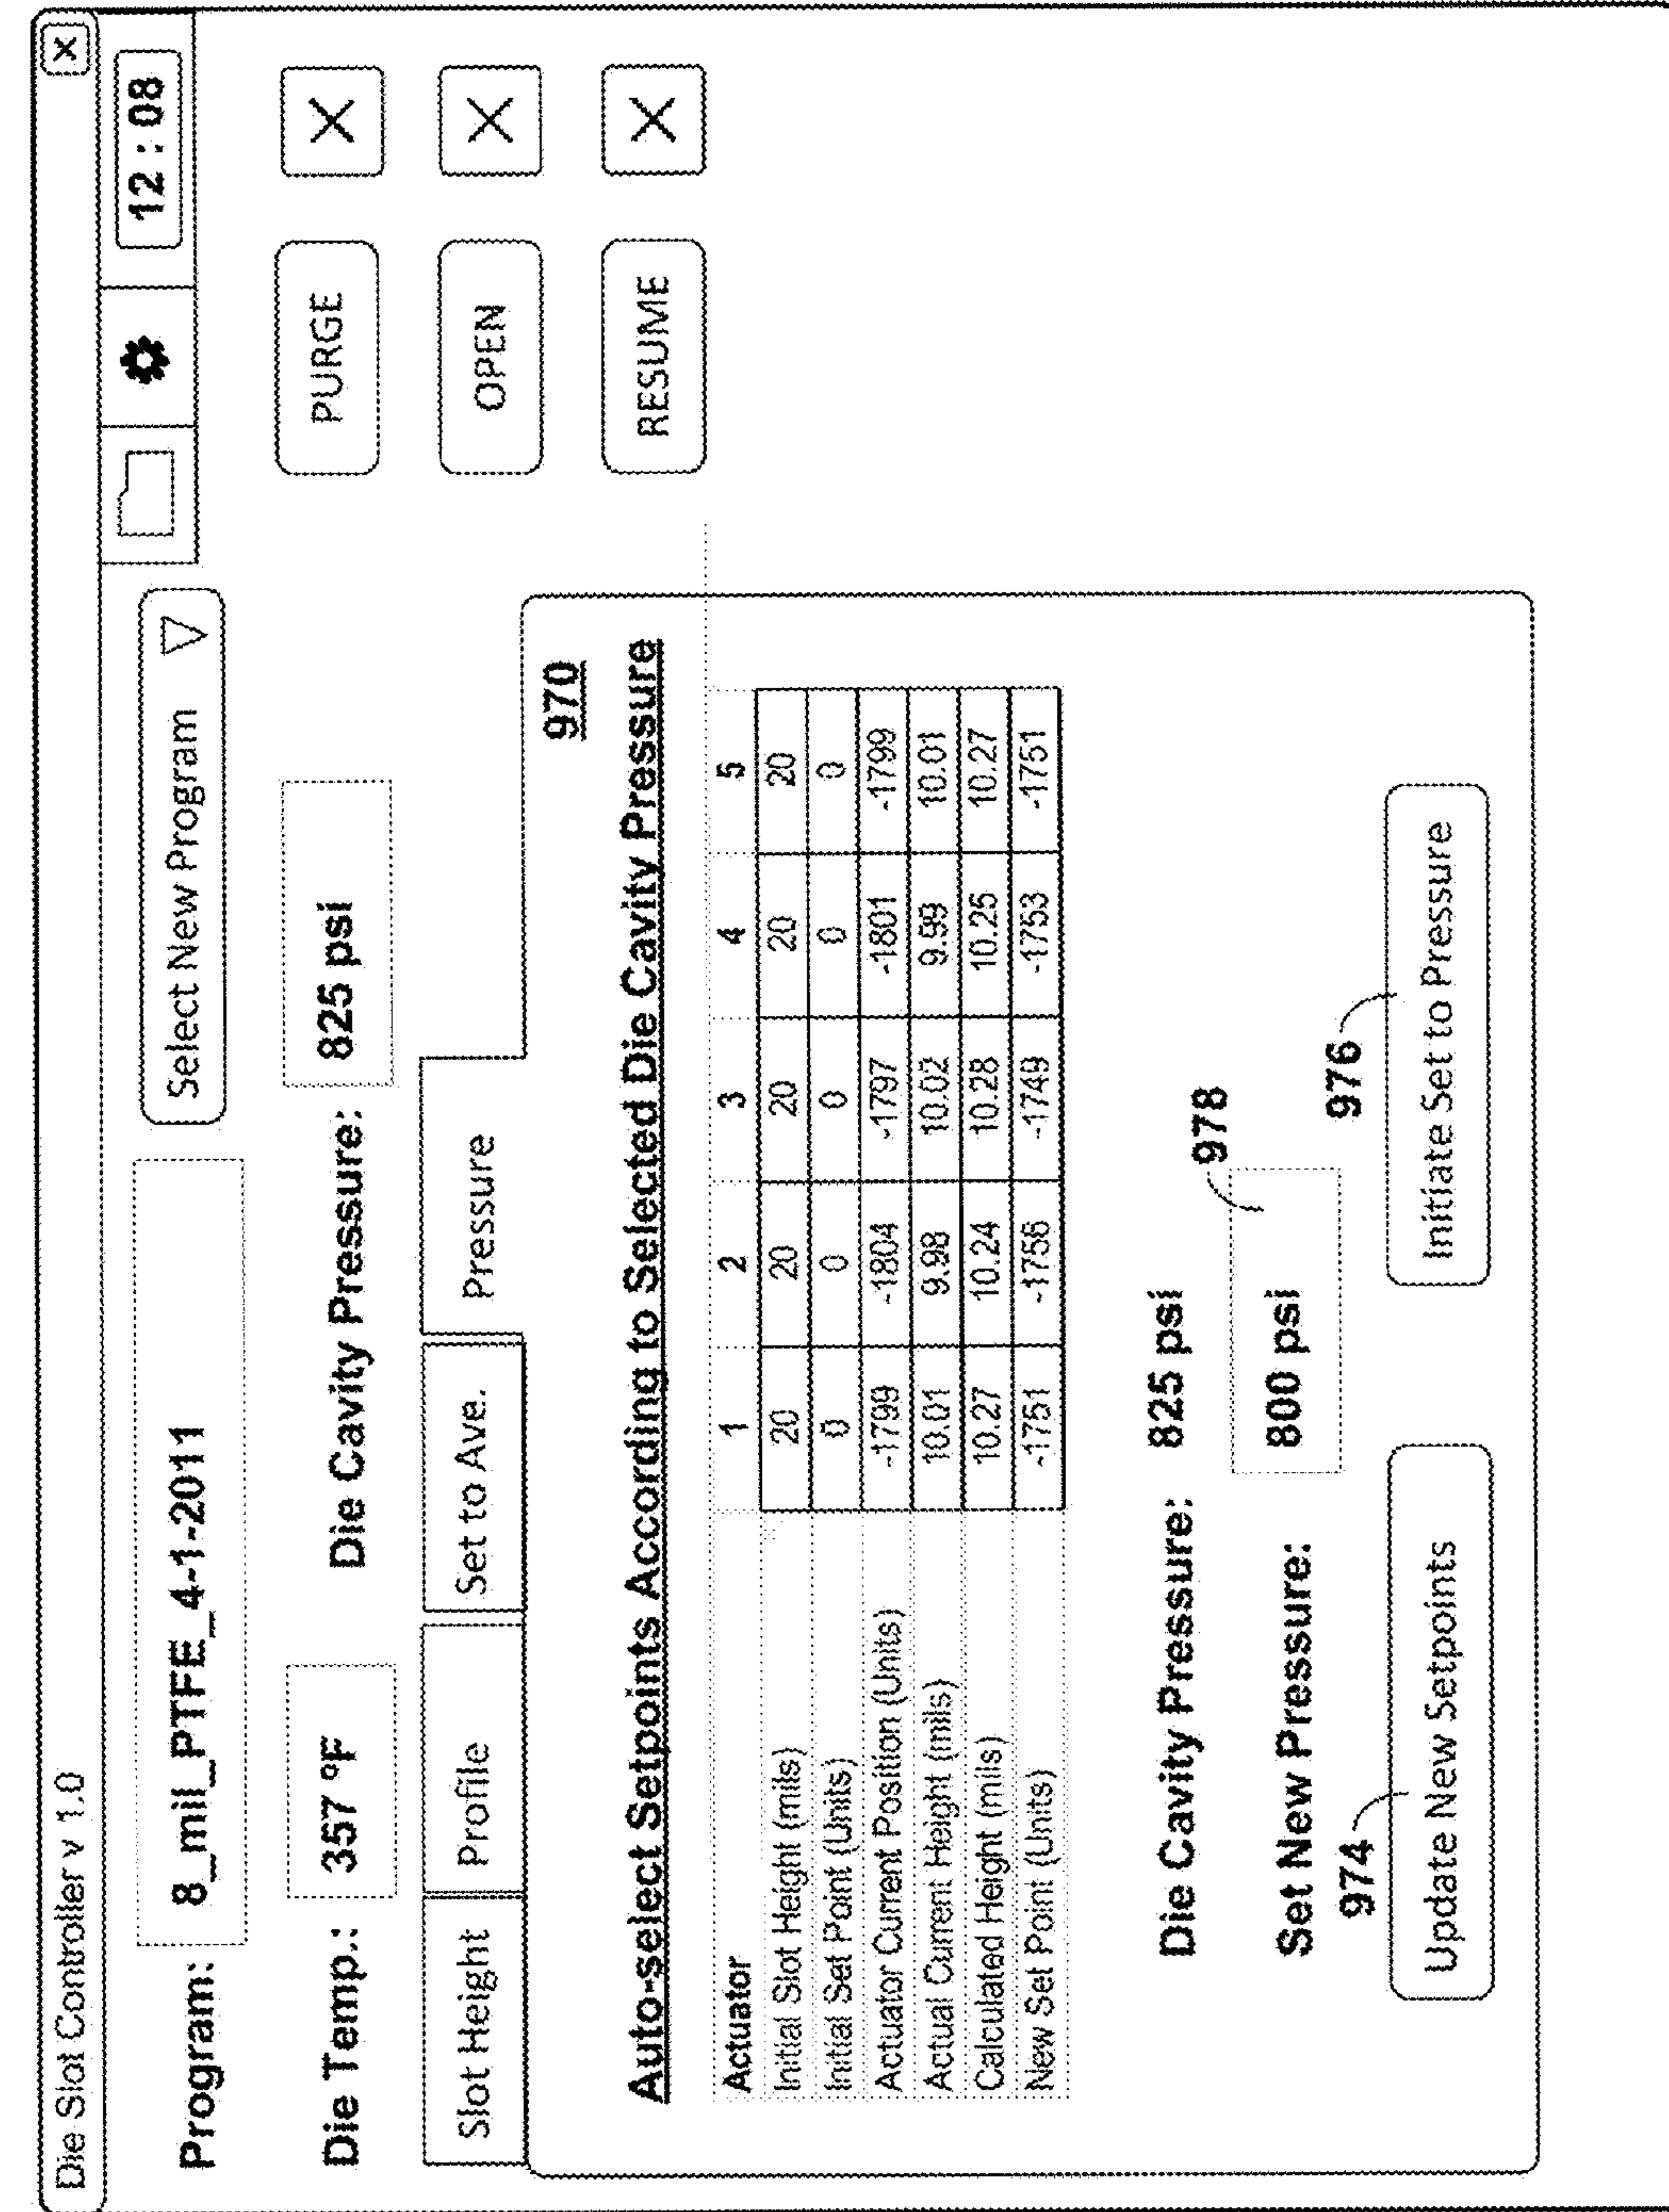 Die Slot Controller v 1.0 X
12 : 08
Program: 8_mil_PTFE_4-1-2011 Select New Program
Die Temp.: 357 ºF Die Cavity Pressure: 825 psi PURGE X
Slot Height Profile Set to Ave. Pressure OPEN X
970
Auto-select Setpoints According to Selected Die Cavity Pressure RESUME X
Actuator 1 2 3 4 5
Initial Slot Height (mils) 20 20 20 20 20
Initial Set Point (Units) 0 0 0 0 0
Actuator Current Position (Units) -1799 -1804 -1797 -1801 -1799
Actual Current Height (mils) 10.01 9.98 10.02 9.99 10.01
Calculated Height (mils) 10.27 10.24 10.28 10.25 10.27
New Set Point (Units) -1751 -1756 -1749 -1753 -1751
Die Cavity Pressure: 825 psi
978
Set New Pressure: 800 psi
974 976
Update New Setpoints Initiate Set to Pressure